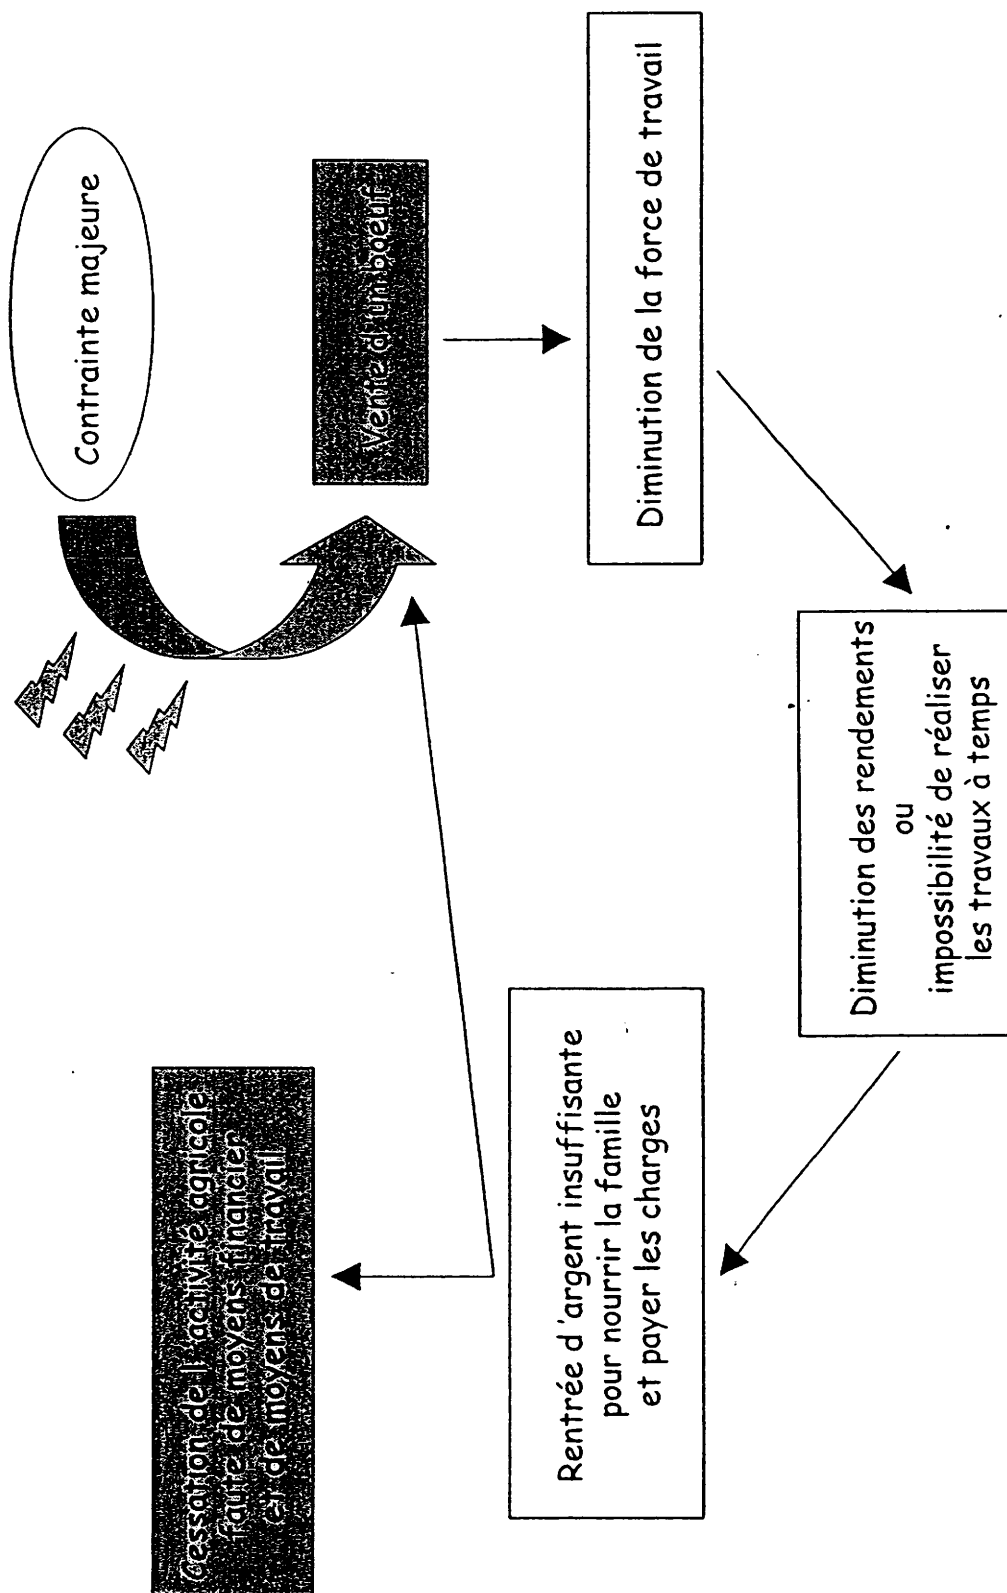 Contrainte majeure
Vente d'un boeuf
Diminution de la force de travail
Diminution des rendements
ou
impossibilité de réaliser
les travaux à temps
Rentrée d'argent insuffisante
pour nourrir la famille
et payer les charges
Cessation de l'activité agricole
faute de moyens financier
et de moyens de travail